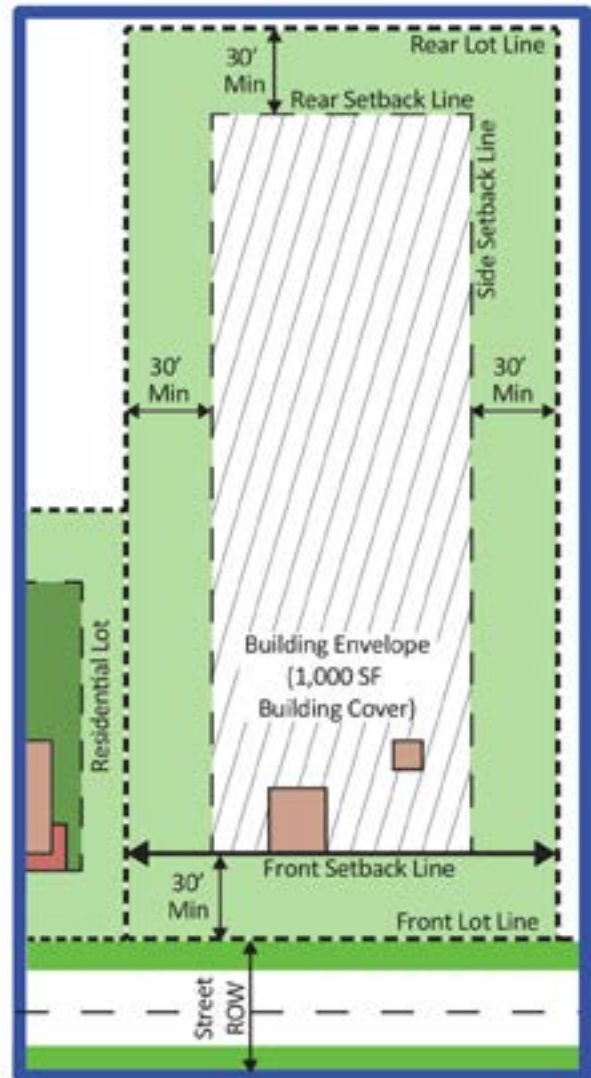 Rear Lot Line
30'
Min
Rear Setback Line
Side Setback Line
30'
Min
30'
Min
Residential Lot
Building Envelope
(1,000 SF
Building Cover)
Front Setback Line
30'
Min
Front Lot Line
Street
ROW